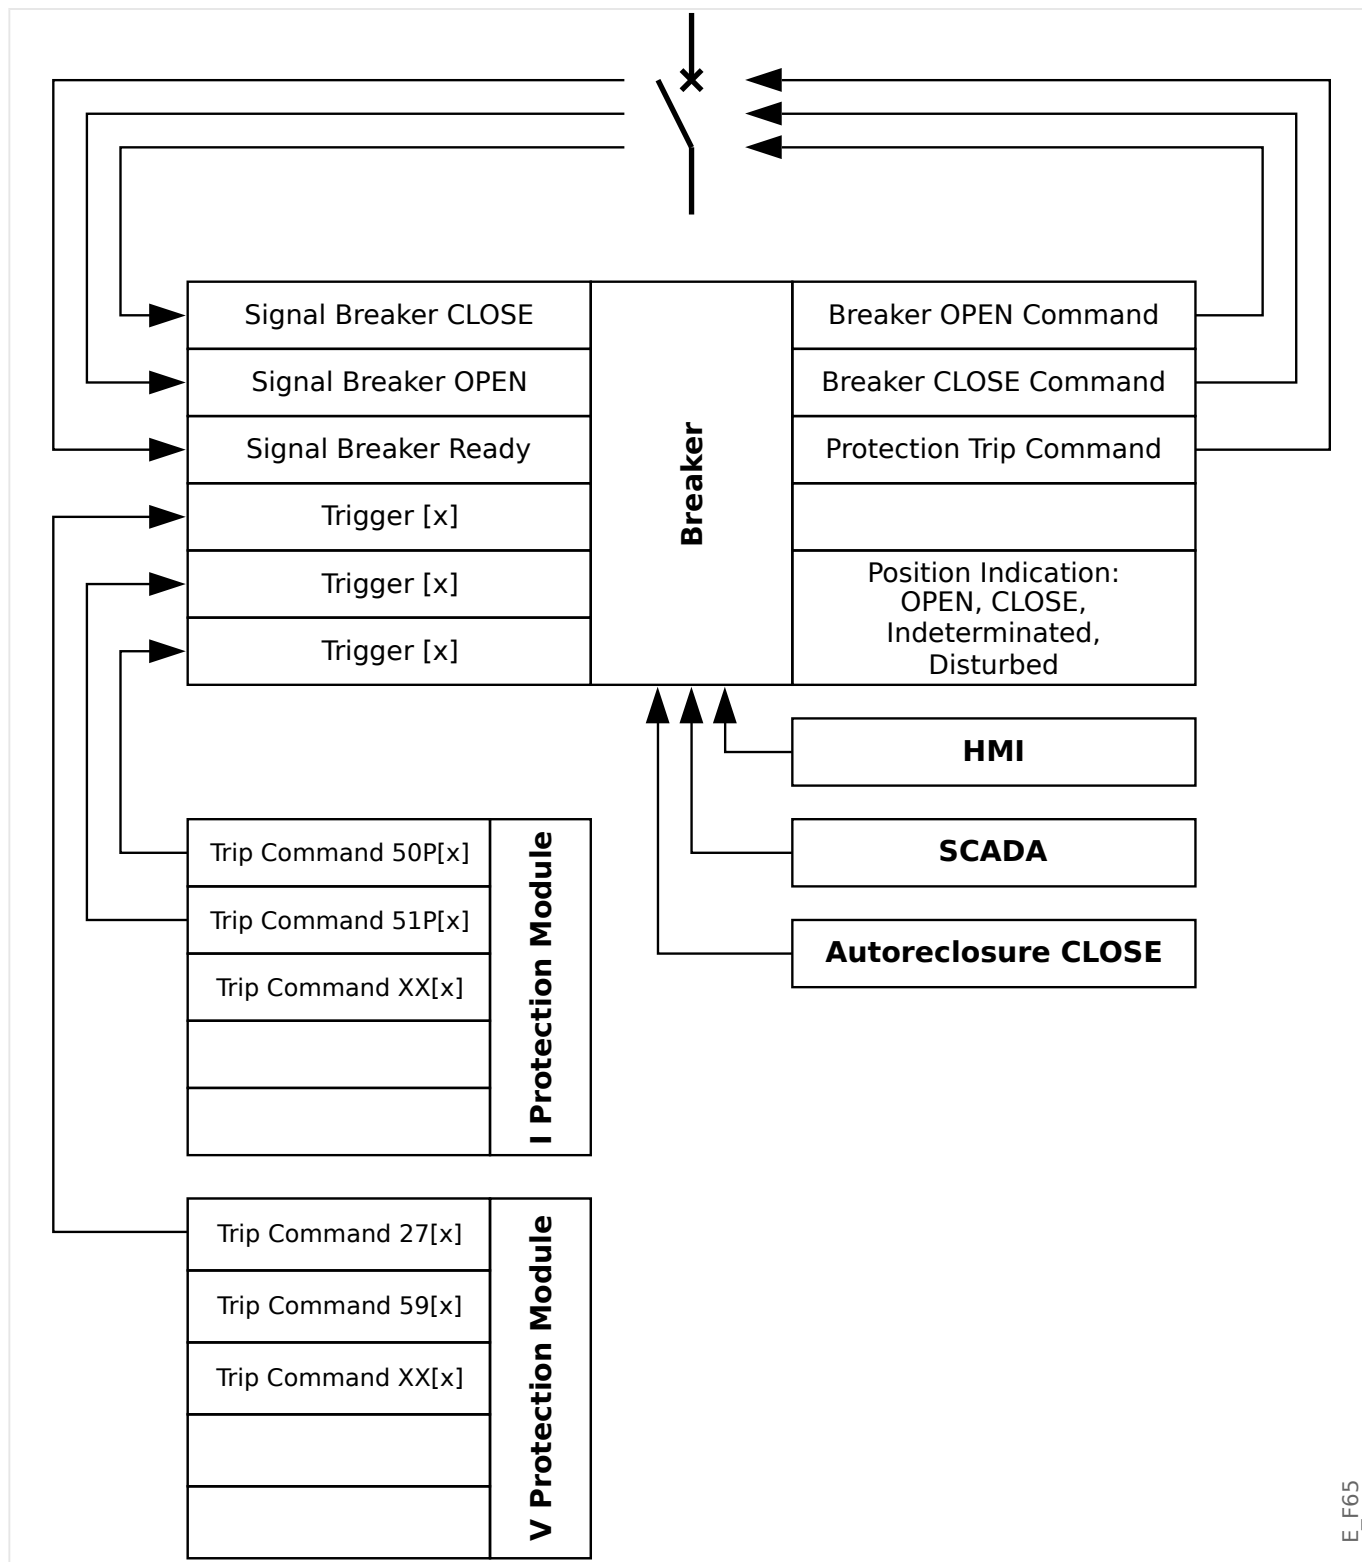 Signal Breaker CLOSE
Signal Breaker OPEN
Signal Breaker Ready
Trigger [x]
Trigger [x]
Trigger [x]
Breaker
Breaker OPEN Command
Breaker CLOSE Command
Protection Trip Command
Position Indication:
OPEN, CLOSE,
Indeterminated,
Disturbed
HMI
SCADA
Autoreclosure CLOSE
Trip Command 50P[x]
Trip Command 51P[x]
Trip Command XX[x]
I Protection Module
Trip Command 27[x]
Trip Command 59[x]
Trip Command XX[x]
V Protection Module
E_F65